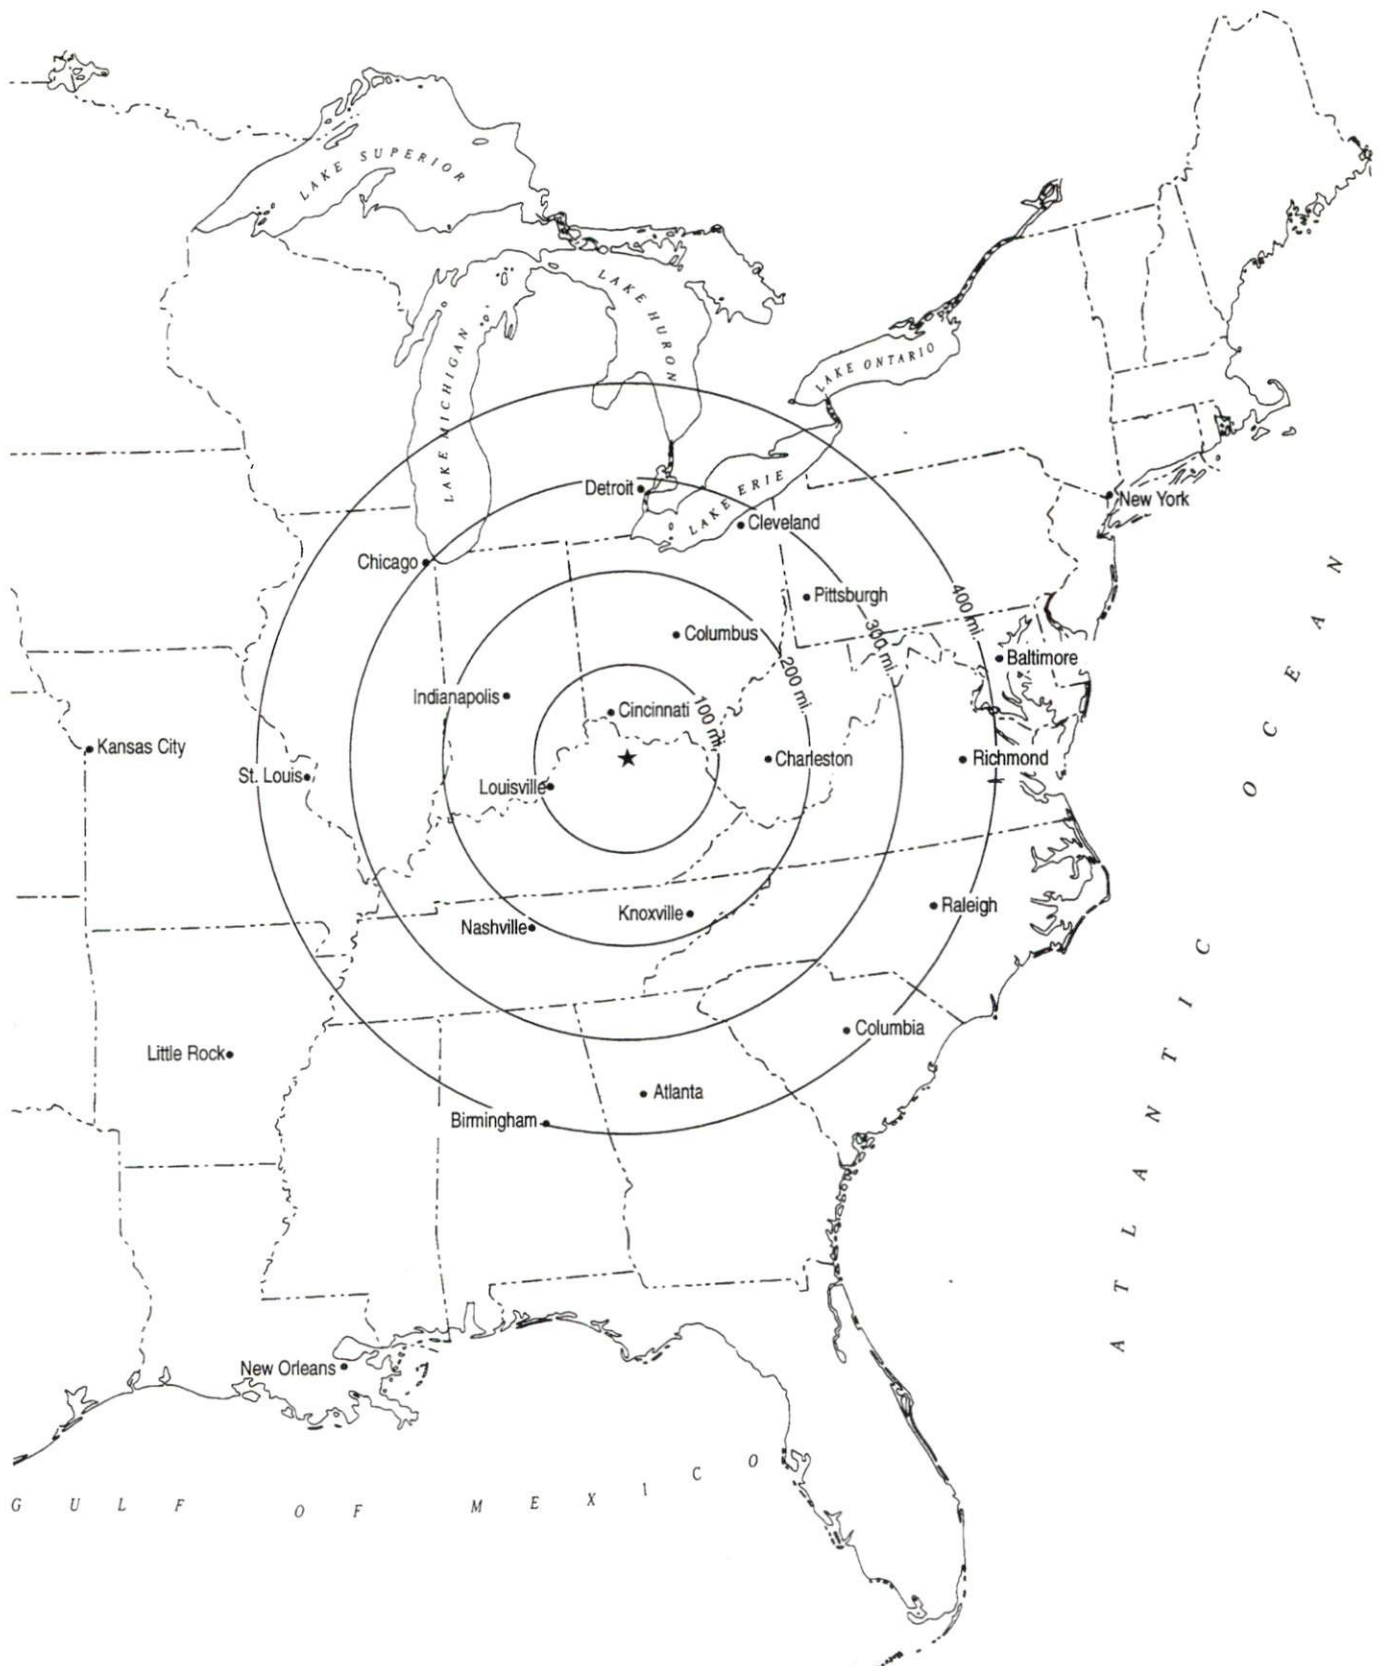 LAKE SUPERIOR
LAKE HURON
LAKE MICHIGAN
LAKE ONTARIO
LAKE ERIE
Detroit
New York
Cleveland
Chicago
Pittsburgh
400 mi.
300 mi.
Columbus
Baltimore
200 mi.
Indianapolis
Cincinnati
100 mi.
Kansas City
Charleston
Richmond
St. Louis
Louisville
Raleigh
Knoxville
Nashville
Columbia
Little Rock
Atlanta
Birmingham
New Orleans
ATLANTIC OCEAN
GULF OF MEXICO